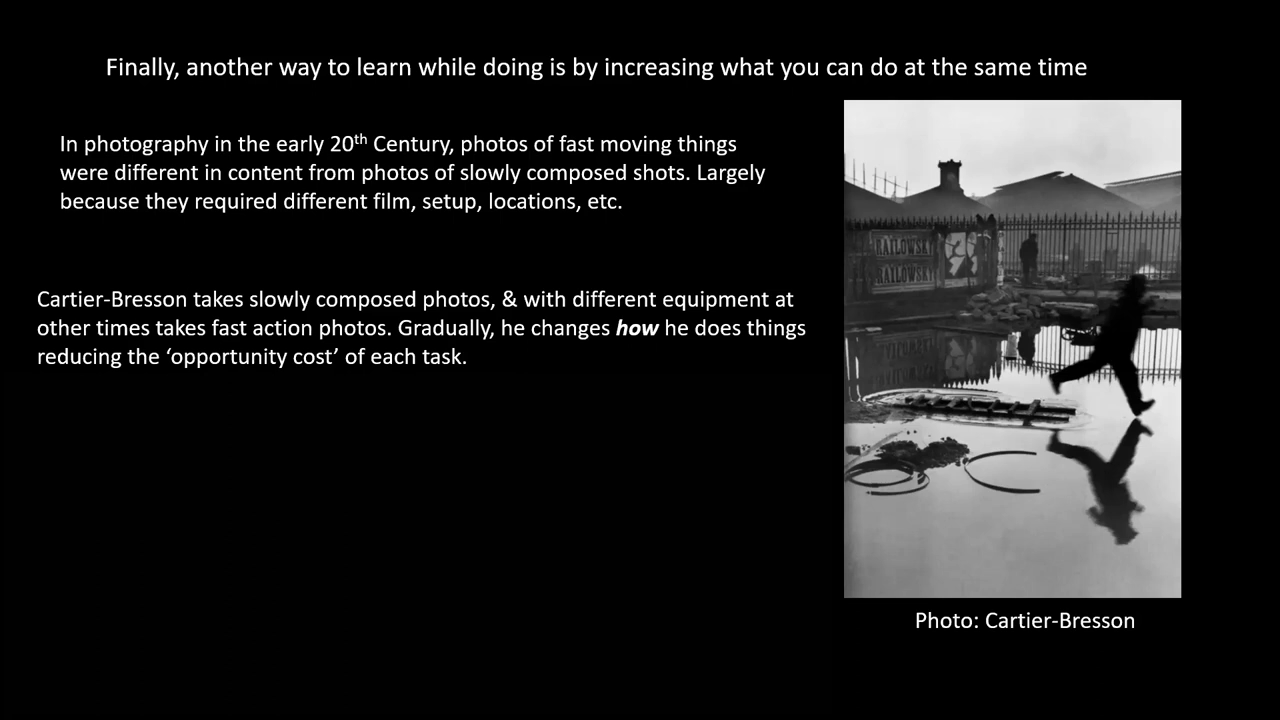 Finally, another way to learn while doing is by increasing what you can do at the same time
In photography in the early 20th Century, photos of fast moving things
were different in content from photos of slowly composed shots. Largely
because they required different film, setup, locations, etc.
Cartier-Bresson takes slowly composed photos, & with different equipment at
other times takes fast action photos. Gradually, he changes how he does things
reducing the ‘opportunity cost’ of each task.
RAILOWSKY
RAILOWSKY
Photo: Cartier-Bresson